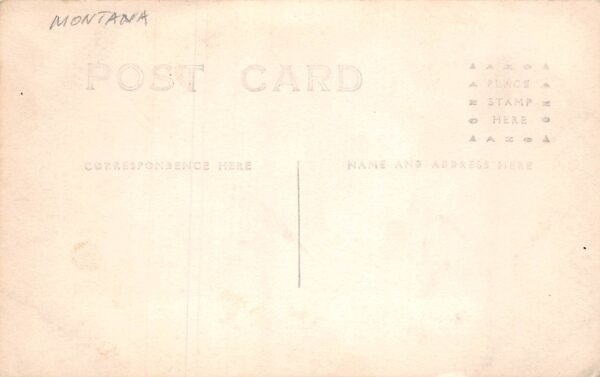 MONTANA
POST CARD
▲ A Z O ▲
A PLACE A
Z STAMP Z
O HERE O
▲ A Z O ▲
CORRESPONDENCE HERE
NAME AND ADDRESS HERE